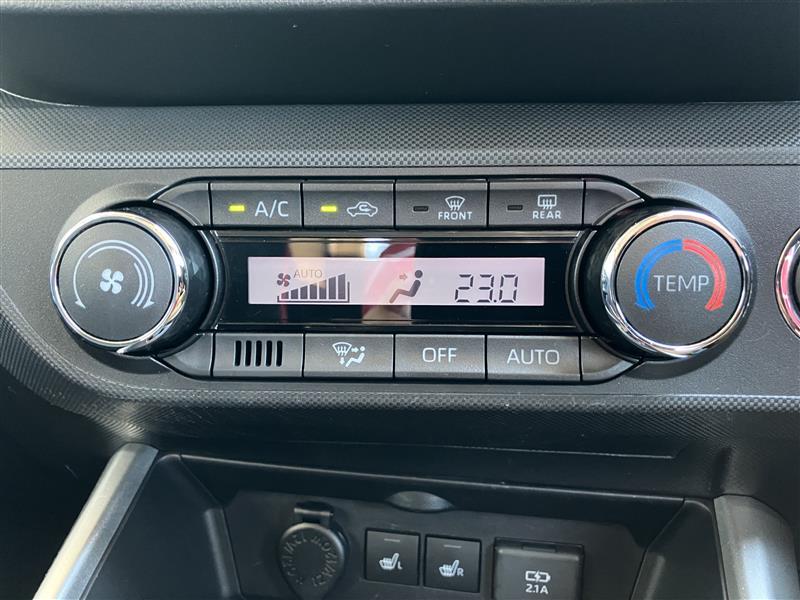 A/C
FRONT
REAR
AUTO
23.0
TEMP
OFF
AUTO
L
R
2.1A